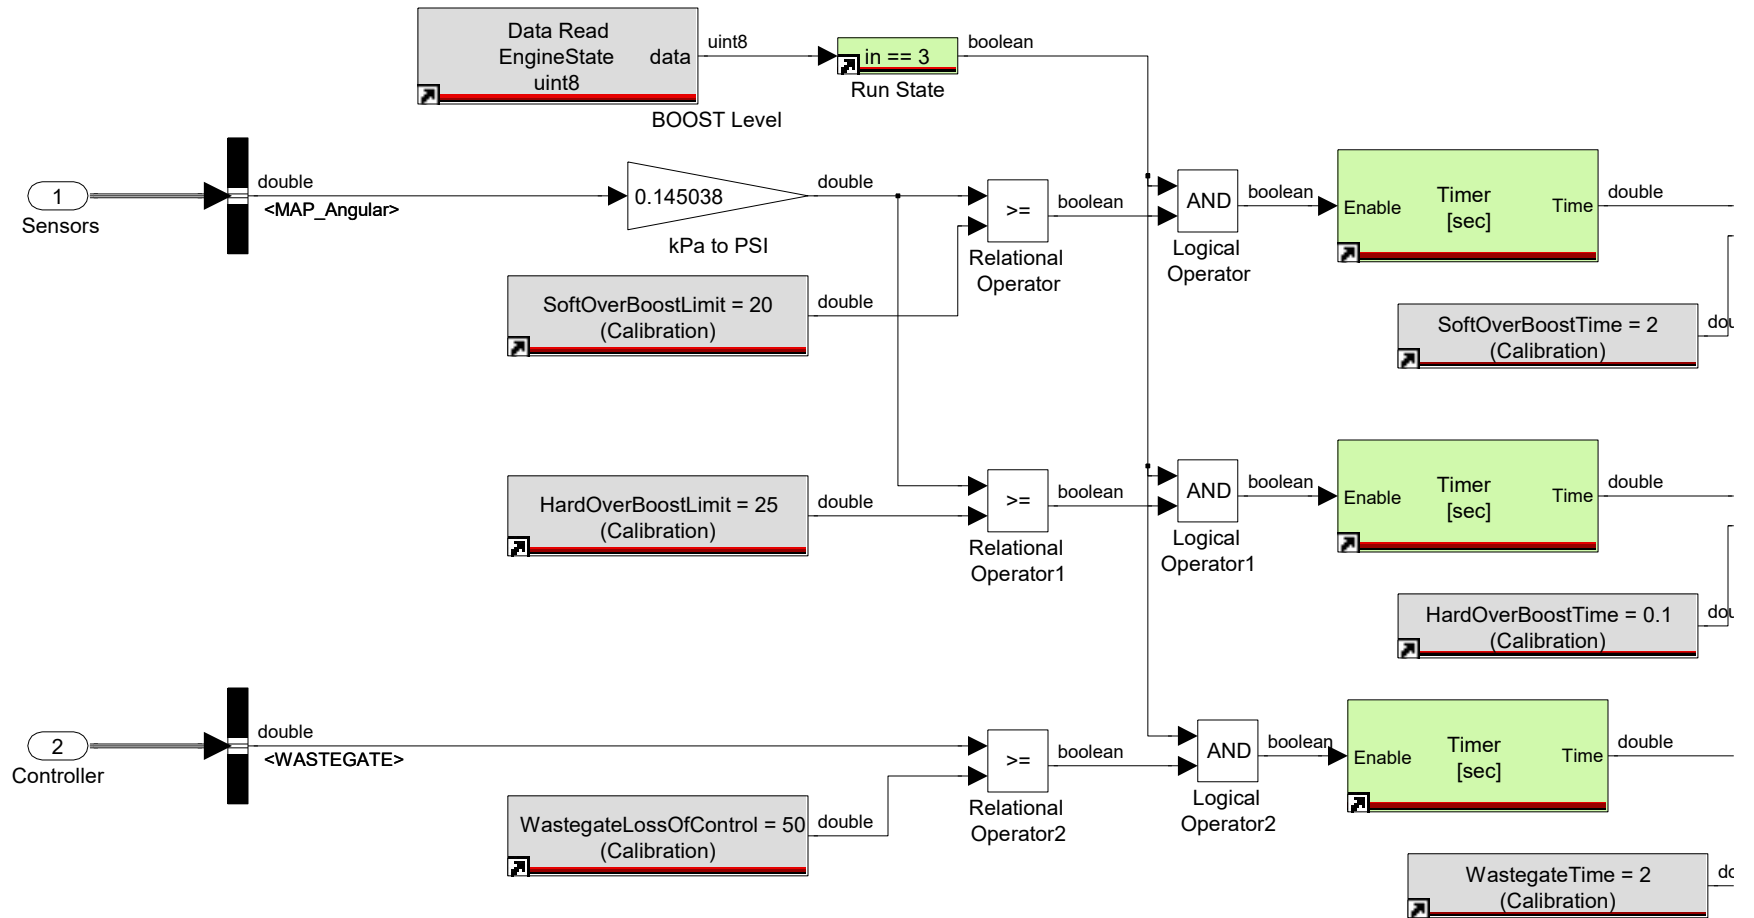 Data Read
EngineState
uint8
data
uint8
in == 3
boolean
Run State
BOOST Level
1
Sensors
double
<MAP_Angular>
0.145038
kPa to PSI
double
>=
Relational
Operator
boolean
AND
Logical
Operator
boolean
Enable
Timer
[sec]
Time
double
SoftOverBoostLimit = 20
(Calibration)
double
SoftOverBoostTime = 2
(Calibration)
dou
HardOverBoostLimit = 25
(Calibration)
double
>=
Relational
Operator1
boolean
AND
Logical
Operator1
boolean
Enable
Timer
[sec]
Time
double
HardOverBoostTime = 0.1
(Calibration)
dou
2
Controller
double
<WASTEGATE>
>=
Relational
Operator2
boolean
AND
Logical
Operator2
boolean
Enable
Timer
[sec]
Time
double
WastegateLossOfControl = 50
(Calibration)
double
WastegateTime = 2
(Calibration)
do